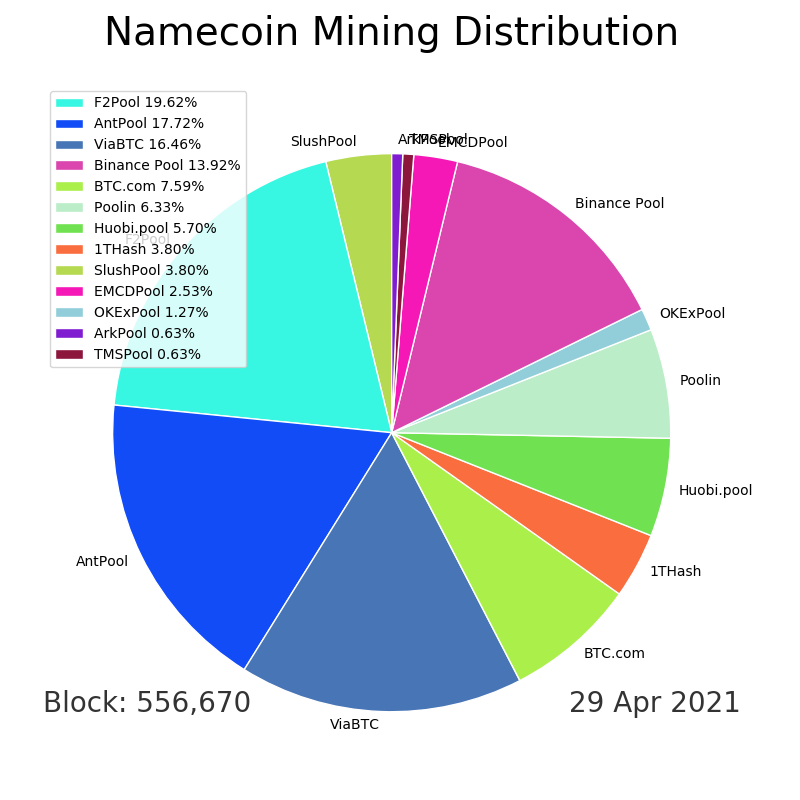 Namecoin Mining Distribution
F2Pool 19.62%
AntPool 17.72%
ViaBTC 16.46%
Binance Pool 13.92%
BTC.com 7.59%
Poolin 6.33%
Huobi.pool 5.70%
1THash 3.80%
SlushPool 3.80%
EMCDPool 2.53%
OKExPool 1.27%
ArkPool 0.63%
TMSPool 0.63%
SlushPool
ArkPool
TMSPool
EMCDPool
Binance Pool
F2Pool
OKExPool
Poolin
Huobi.pool
AntPool
1THash
BTC.com
Block: 556,670
29 Apr 2021
ViaBTC